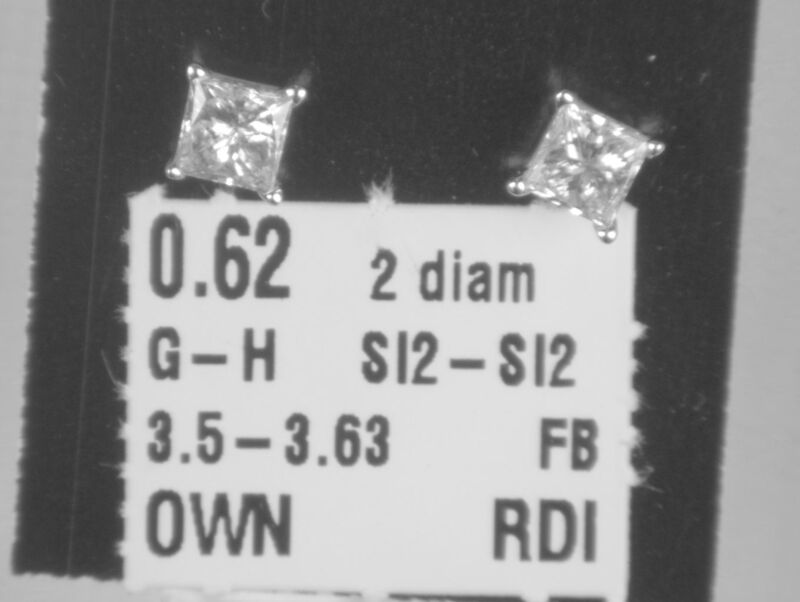 0.62 2 diam
G-H SI2-SI2
3.5-3.63 FB
OWN RDI